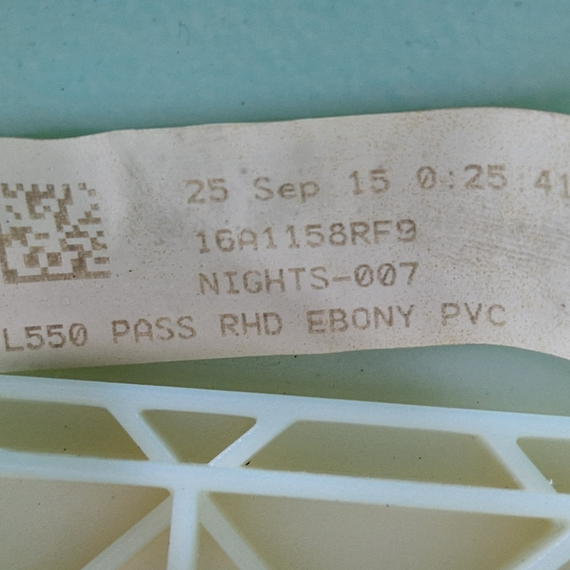 25 Sep 15 0:25:41
16A1158RF9
NIGHTS-007
L550 PASS RHD EBONY PVC